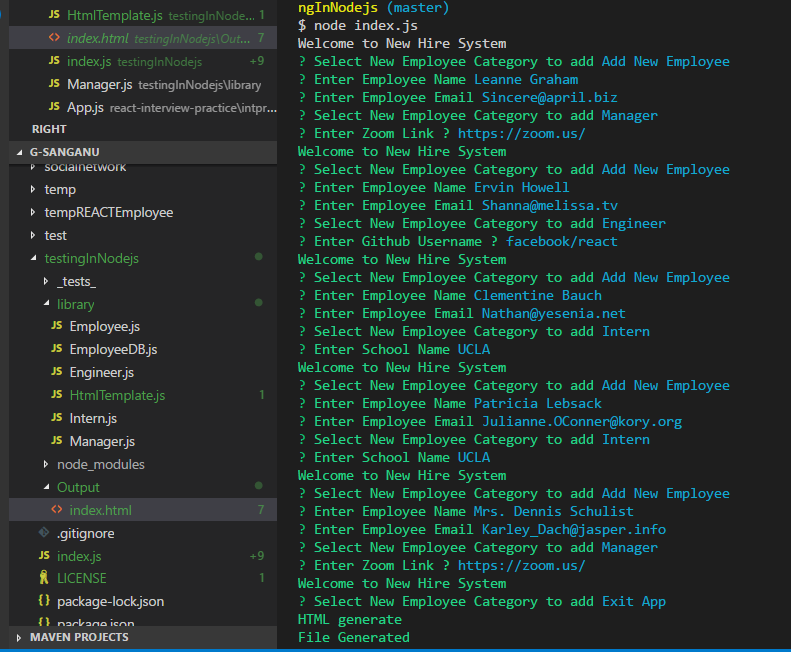 JS HtmlTemplate.js testingInNode... 1
<> index.html testingInNodejs\Out... 7
JS index.js testingInNodejs +9
JS Manager.js testingInNodejs\library
JS App.js react-interview-practice\intpr...
RIGHT
G-SANGANU
socialnetwork
temp
tempREACTEmployee
test
testingInNodejs
_tests_
library
JS Employee.js
JS EmployeeDB.js
JS Engineer.js
JS HtmlTemplate.js 1
JS Intern.js
JS Manager.js
node_modules
Output
<> index.html 7
.gitignore
JS index.js +9
LICENSE 1
{} package-lock.json
{} package.json
MAVEN PROJECTS
ngInNodejs (master)
$ node index.js
Welcome to New Hire System
? Select New Employee Category to add Add New Employee
? Enter Employee Name Leanne Graham
? Enter Employee Email Sincere@april.biz
? Select New Employee Category to add Manager
? Enter Zoom Link ? https://zoom.us/
Welcome to New Hire System
? Select New Employee Category to add Add New Employee
? Enter Employee Name Ervin Howell
? Enter Employee Email Shanna@melissa.tv
? Select New Employee Category to add Engineer
? Enter Github Username ? facebook/react
Welcome to New Hire System
? Select New Employee Category to add Add New Employee
? Enter Employee Name Clementine Bauch
? Enter Employee Email Nathan@yesenia.net
? Select New Employee Category to add Intern
? Enter School Name UCLA
Welcome to New Hire System
? Select New Employee Category to add Add New Employee
? Enter Employee Name Patricia Lebsack
? Enter Employee Email Julianne.OConner@kory.org
? Select New Employee Category to add Intern
? Enter School Name UCLA
Welcome to New Hire System
? Select New Employee Category to add Add New Employee
? Enter Employee Name Mrs. Dennis Schulist
? Enter Employee Email Karley_Dach@jasper.info
? Select New Employee Category to add Manager
? Enter Zoom Link ? https://zoom.us/
Welcome to New Hire System
? Select New Employee Category to add Exit App
HTML generate
File Generated